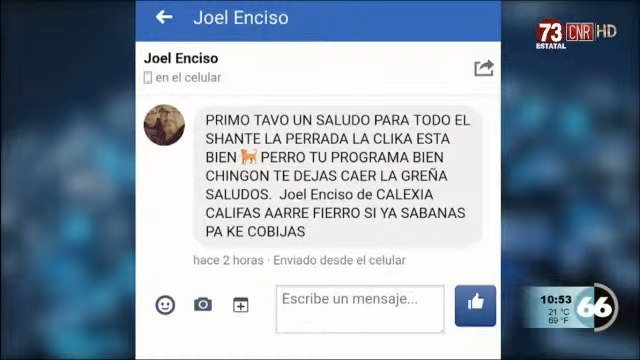 Joel Enciso
73 CNR HD
ESTATAL
Joel Enciso
en el celular
PRIMO TAVO UN SALUDO PARA TODO EL
SHANTE LA PERRADA LA CLIKA ESTA
BIEN 🐕 PERRO TU PROGRAMA BIEN
CHINGON TE DEJAS CAER LA GREÑA
SALUDOS. Joel Enciso de CALEXIA
CALIFAS AARRE FIERRO SI YA SABANAS
PA KE COBIJAS
hace 2 horas · Enviado desde el celular
Escribe un mensaje...
10:53
21 °C
69 °F
66